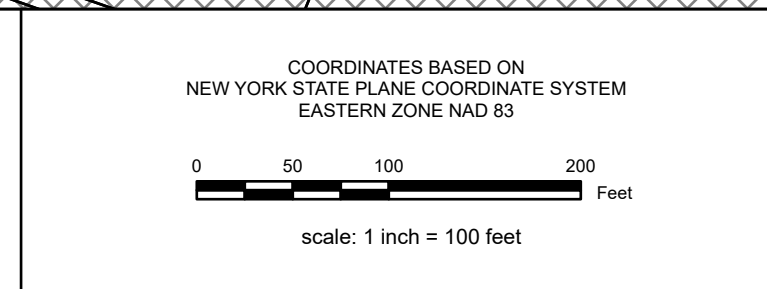 COORDINATES BASED ON
NEW YORK STATE PLANE COORDINATE SYSTEM
EASTERN ZONE NAD 83
0 50 100 200
Feet
scale: 1 inch = 100 feet